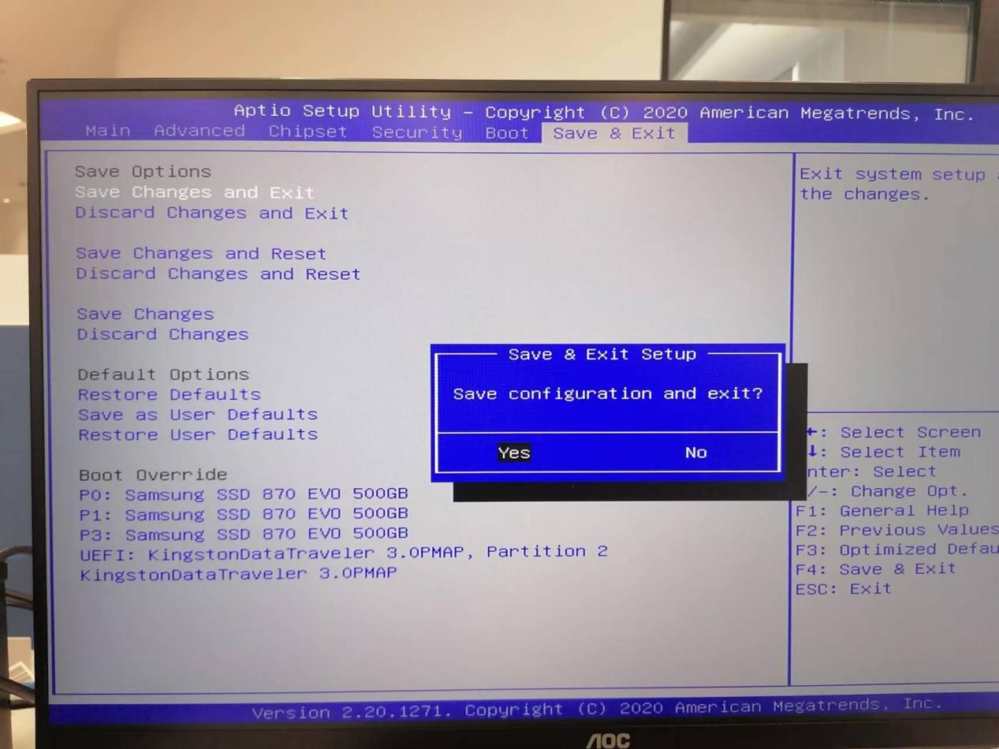 Aptio Setup Utility – Copyright (C) 2020 American Megatrends, Inc.
Main Advanced Chipset Security Boot Save & Exit
Save Options
Save Changes and Exit
Discard Changes and Exit
Save Changes and Reset
Discard Changes and Reset
Save Changes
Discard Changes
Default Options
Restore Defaults
Save as User Defaults
Restore User Defaults
Boot Override
P0: Samsung SSD 870 EVO 500GB
P1: Samsung SSD 870 EVO 500GB
P3: Samsung SSD 870 EVO 500GB
UEFI: KingstonDataTraveler 3.0PMAP, Partition 2
KingstonDataTraveler 3.0PMAP
Save & Exit Setup
Save configuration and exit?
Yes No
Exit system setup
the changes.
←: Select Screen
↓: Select Item
nter: Select
/-: Change Opt.
F1: General Help
F2: Previous Values
F3: Optimized Defau
F4: Save & Exit
ESC: Exit
Version 2.20.1271. Copyright (C) 2020 American Megatrends, Inc.
AOC